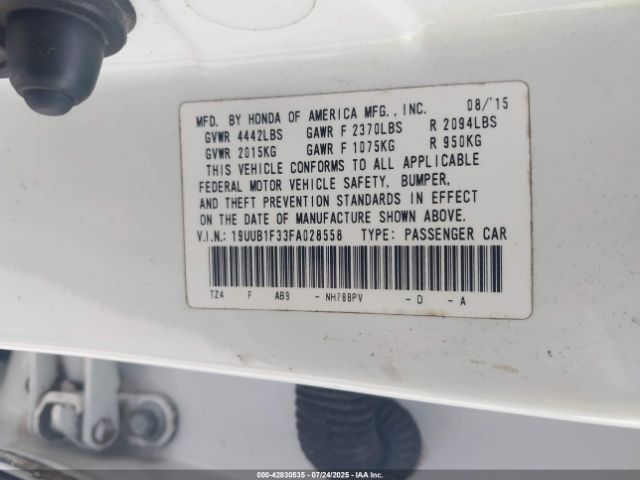 MFD. BY HONDA OF AMERICA MFG., INC. 08/'15
GVWR 4442LBS GAWR F 2370LBS R 2094LBS
GVWR 2015KG GAWR F 1075KG R 950KG
THIS VEHICLE CONFORMS TO ALL APPLICABLE
FEDERAL MOTOR VEHICLE SAFETY, BUMPER,
AND THEFT PREVENTION STANDARDS IN EFFECT
ON THE DATE OF MANUFACTURE SHOWN ABOVE.
V.I.N.: 19UUB1F33FA028558 TYPE: PASSENGER CAR
TZ4 F AB9 - NH788PV - D - A
000-42830535 - 07/24/2025 - IAAI.COM